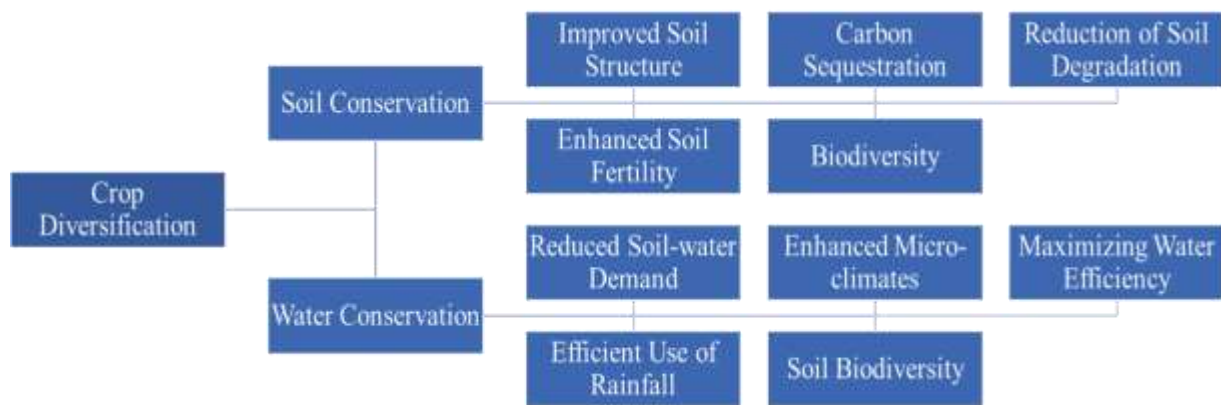 Crop
Diversification
Soil Conservation
Improved Soil
Structure
Carbon
Sequestration
Reduction of Soil
Degradation
Enhanced Soil
Fertility
Biodiversity
Water Conservation
Reduced Soil-water
Demand
Enhanced Micro-
climates
Maximizing Water
Efficiency
Efficient Use of
Rainfall
Soil Biodiversity